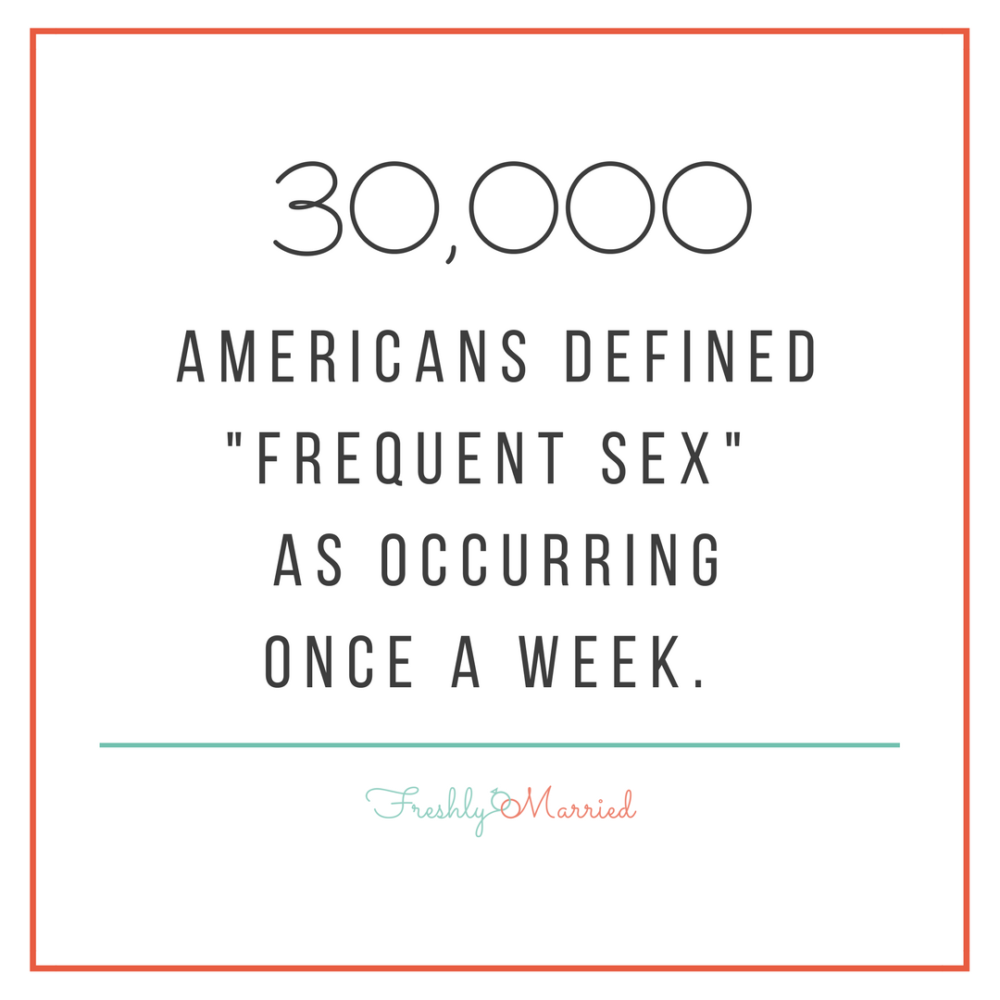 30,000
AMERICANS DEFINED
"FREQUENT SEX"
AS OCCURRING
ONCE A WEEK.
Freshly Married